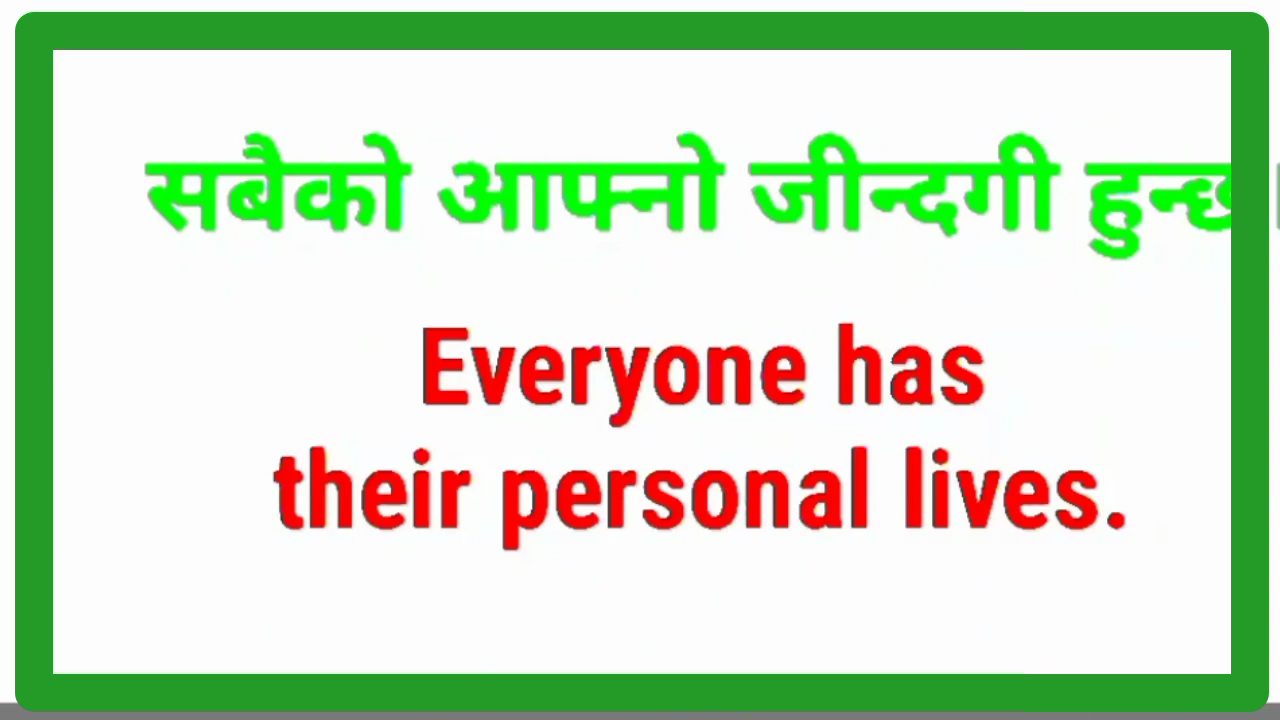 सबैको आफ्नो जीन्दगी हुन्छ
Everyone has
their personal lives.